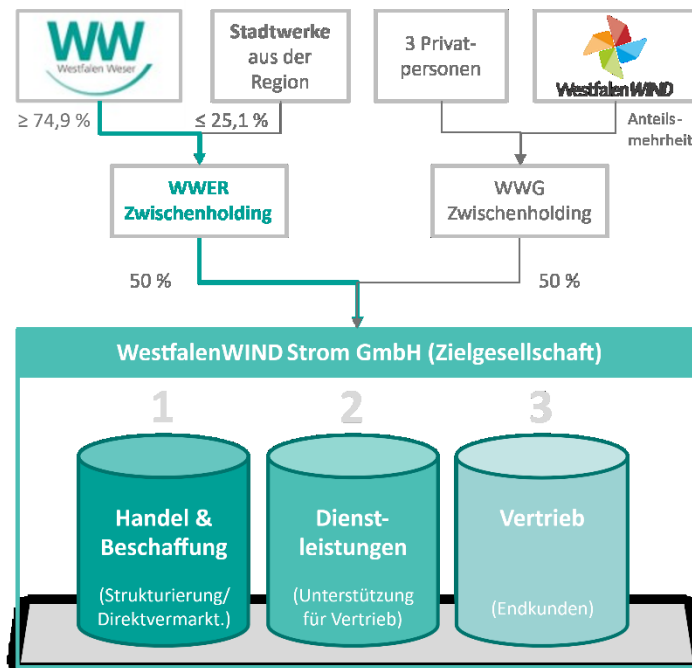 WW
Westfalen Weser
Stadtwerke
aus der
Region
3 Privat-
personen
WestfalenWIND
≥ 74,9 %
≤ 25,1 %
Anteils-
mehrheit
WWER
Zwischenholding
WWG
Zwischenholding
50 %
50 %
WestfalenWIND Strom GmbH (Zielgesellschaft)
1
2
3
Handel &
Beschaffung
(Strukturierung/
Direktvermarkt.)
Dienst-
leistungen
(Unterstützung
für Vertrieb)
Vertrieb
(Endkunden)